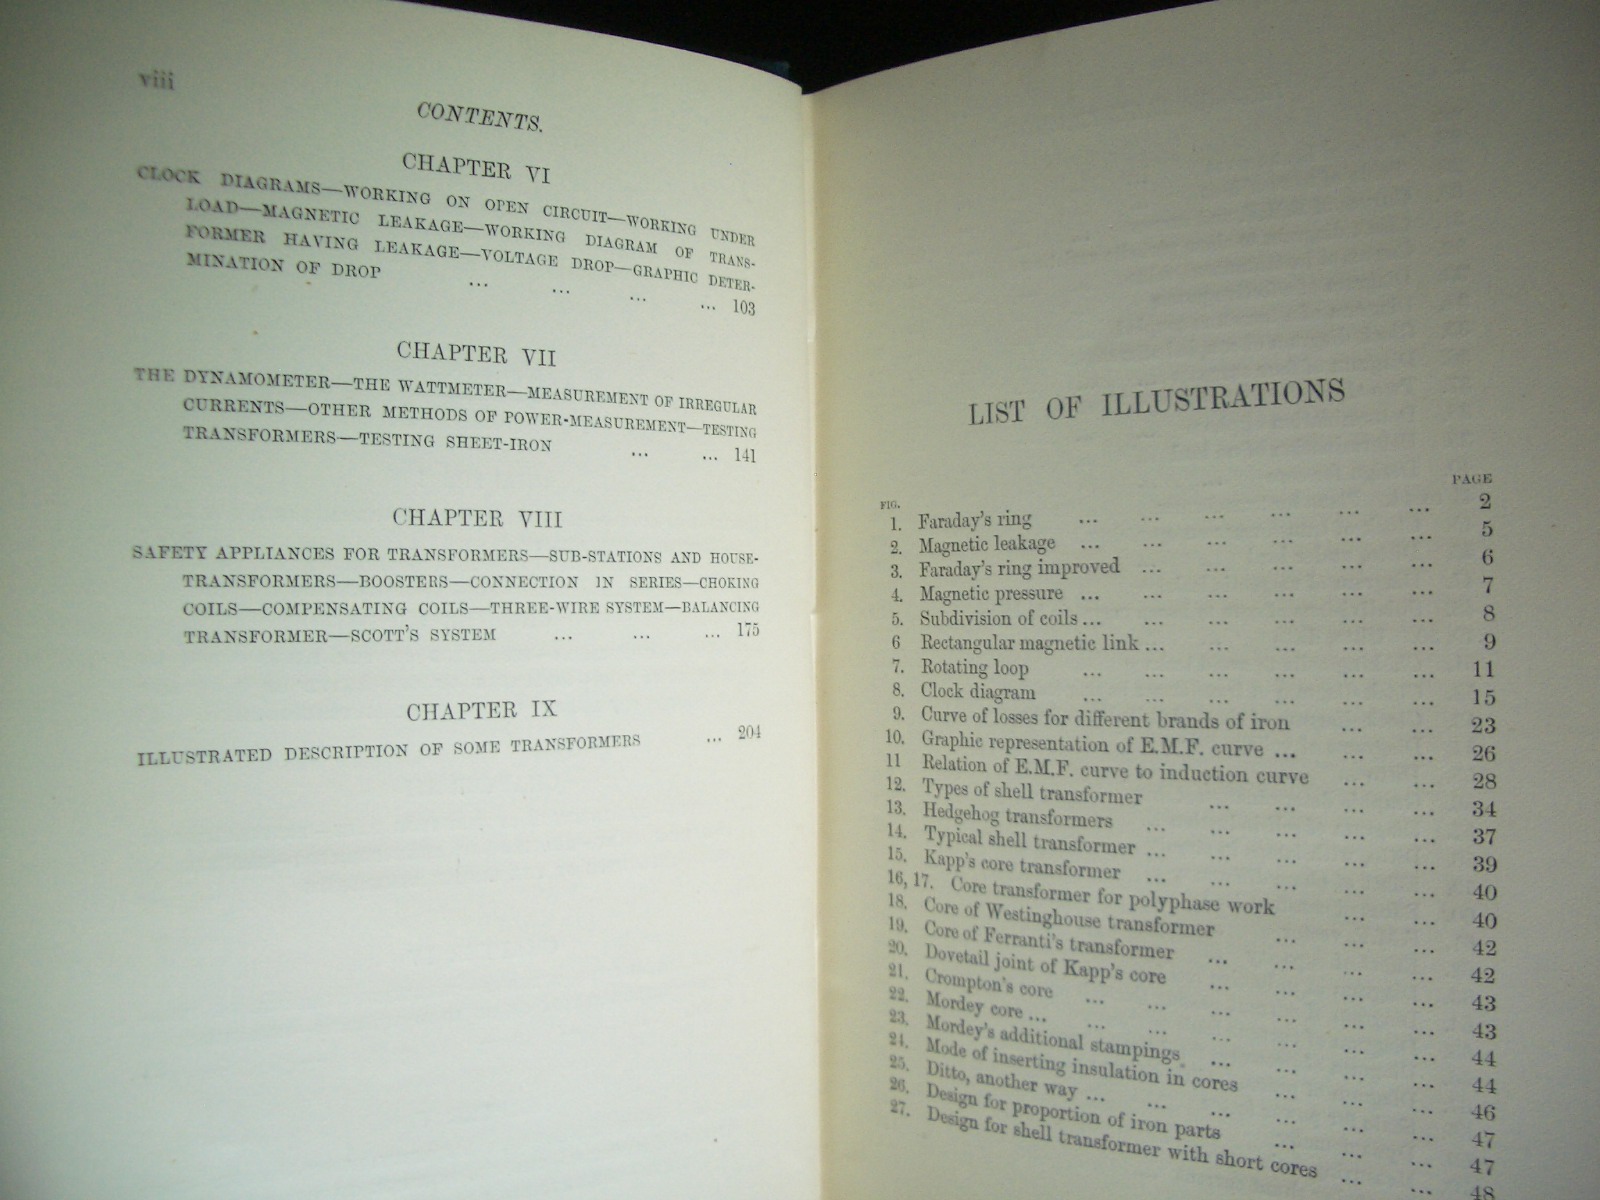 viii
CONTENTS.
CHAPTER VI
CLOCK DIAGRAMS—WORKING ON OPEN CIRCUIT—WORKING UNDER
LOAD—MAGNETIC LEAKAGE—WORKING DIAGRAM OF TRANS-
FORMER HAVING LEAKAGE—VOLTAGE DROP—GRAPHIC DETER-
MINATION OF DROP ... ... ... ... 103
CHAPTER VII
THE DYNAMOMETER—THE WATTMETER—MEASUREMENT OF IRREGULAR
CURRENTS—OTHER METHODS OF POWER-MEASUREMENT—TESTING
TRANSFORMERS—TESTING SHEET-IRON ... ... 141
CHAPTER VIII
SAFETY APPLIANCES FOR TRANSFORMERS—SUB-STATIONS AND HOUSE-
TRANSFORMERS—BOOSTERS—CONNECTION IN SERIES—CHOKING
COILS—COMPENSATING COILS—THREE-WIRE SYSTEM—BALANCING
TRANSFORMER—SCOTT'S SYSTEM ... ... ... 175
CHAPTER IX
ILLUSTRATED DESCRIPTION OF SOME TRANSFORMERS ... 204
LIST OF ILLUSTRATIONS
FIG. PAGE
1. Faraday's ring ... ... ... ... ... ... 2
2. Magnetic leakage ... ... ... ... ... ... 5
3. Faraday's ring improved ... ... ... ... ... 6
4. Magnetic pressure ... ... ... ... ... ... 7
5. Subdivision of coils ... ... ... ... ... ... 8
6 Rectangular magnetic link ... ... ... ... ... 9
7. Rotating loop ... ... ... ... ... ... 11
8. Clock diagram ... ... ... ... ... ... 15
9. Curve of losses for different brands of iron ... ... 23
10. Graphic representation of E.M.F. curve ... ... ... 26
11 Relation of E.M.F. curve to induction curve ... ... 28
12. Types of shell transformer ... ... ... ... 34
13. Hedgehog transformers ... ... ... ... ... 37
14. Typical shell transformer ... ... ... ... ... 39
15. Kapp's core transformer ... ... ... ... ... 40
16, 17. Core transformer for polyphase work ... ... 40
18. Core of Westinghouse transformer ... ... ... 42
19. Core of Ferranti's transformer ... ... ... ... 42
20. Dovetail joint of Kapp's core ... ... ... ... 43
21. Crompton's core ... ... ... ... ... ... 43
22. Mordey core ... ... ... ... ... ... ... 44
23. Mordey's additional stampings ... ... ... ... 44
24. Mode of inserting insulation in cores ... ... ... 46
25. Ditto, another way ... ... ... ... ... ... 47
26. Design for proportion of iron parts ... ... ... 47
27. Design for shell transformer with short cores ... ... 48